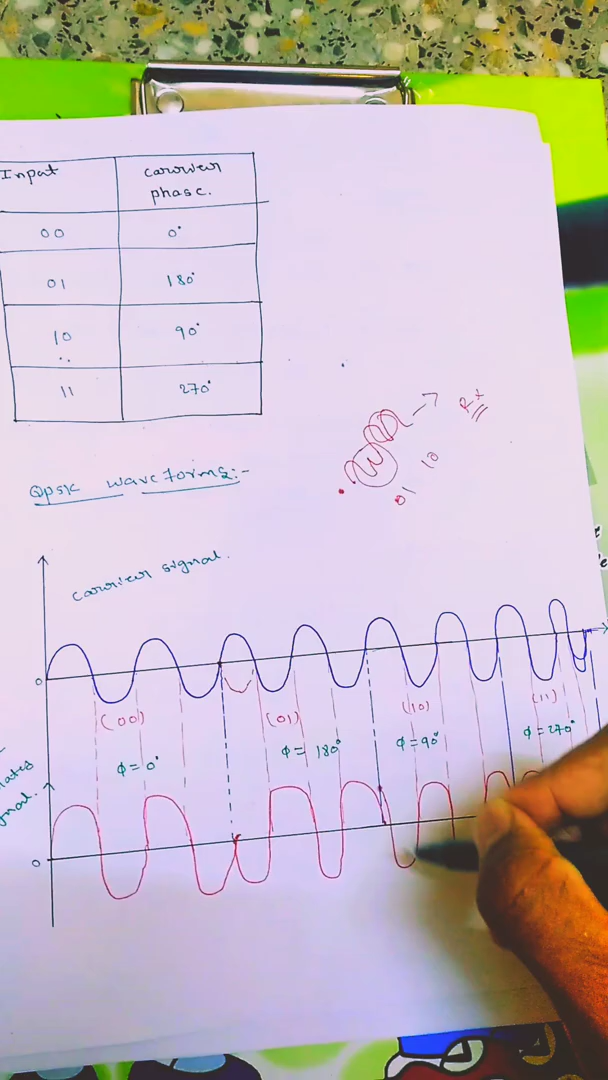 Input carrier
phase.
00 0°
01 180°
10 90°
11 270°
01 10
Qpsk waveforms:-
carrier signal.
0
(00) (01) (10) (11)
ϕ=0° ϕ=180° ϕ=90° ϕ=270°
0